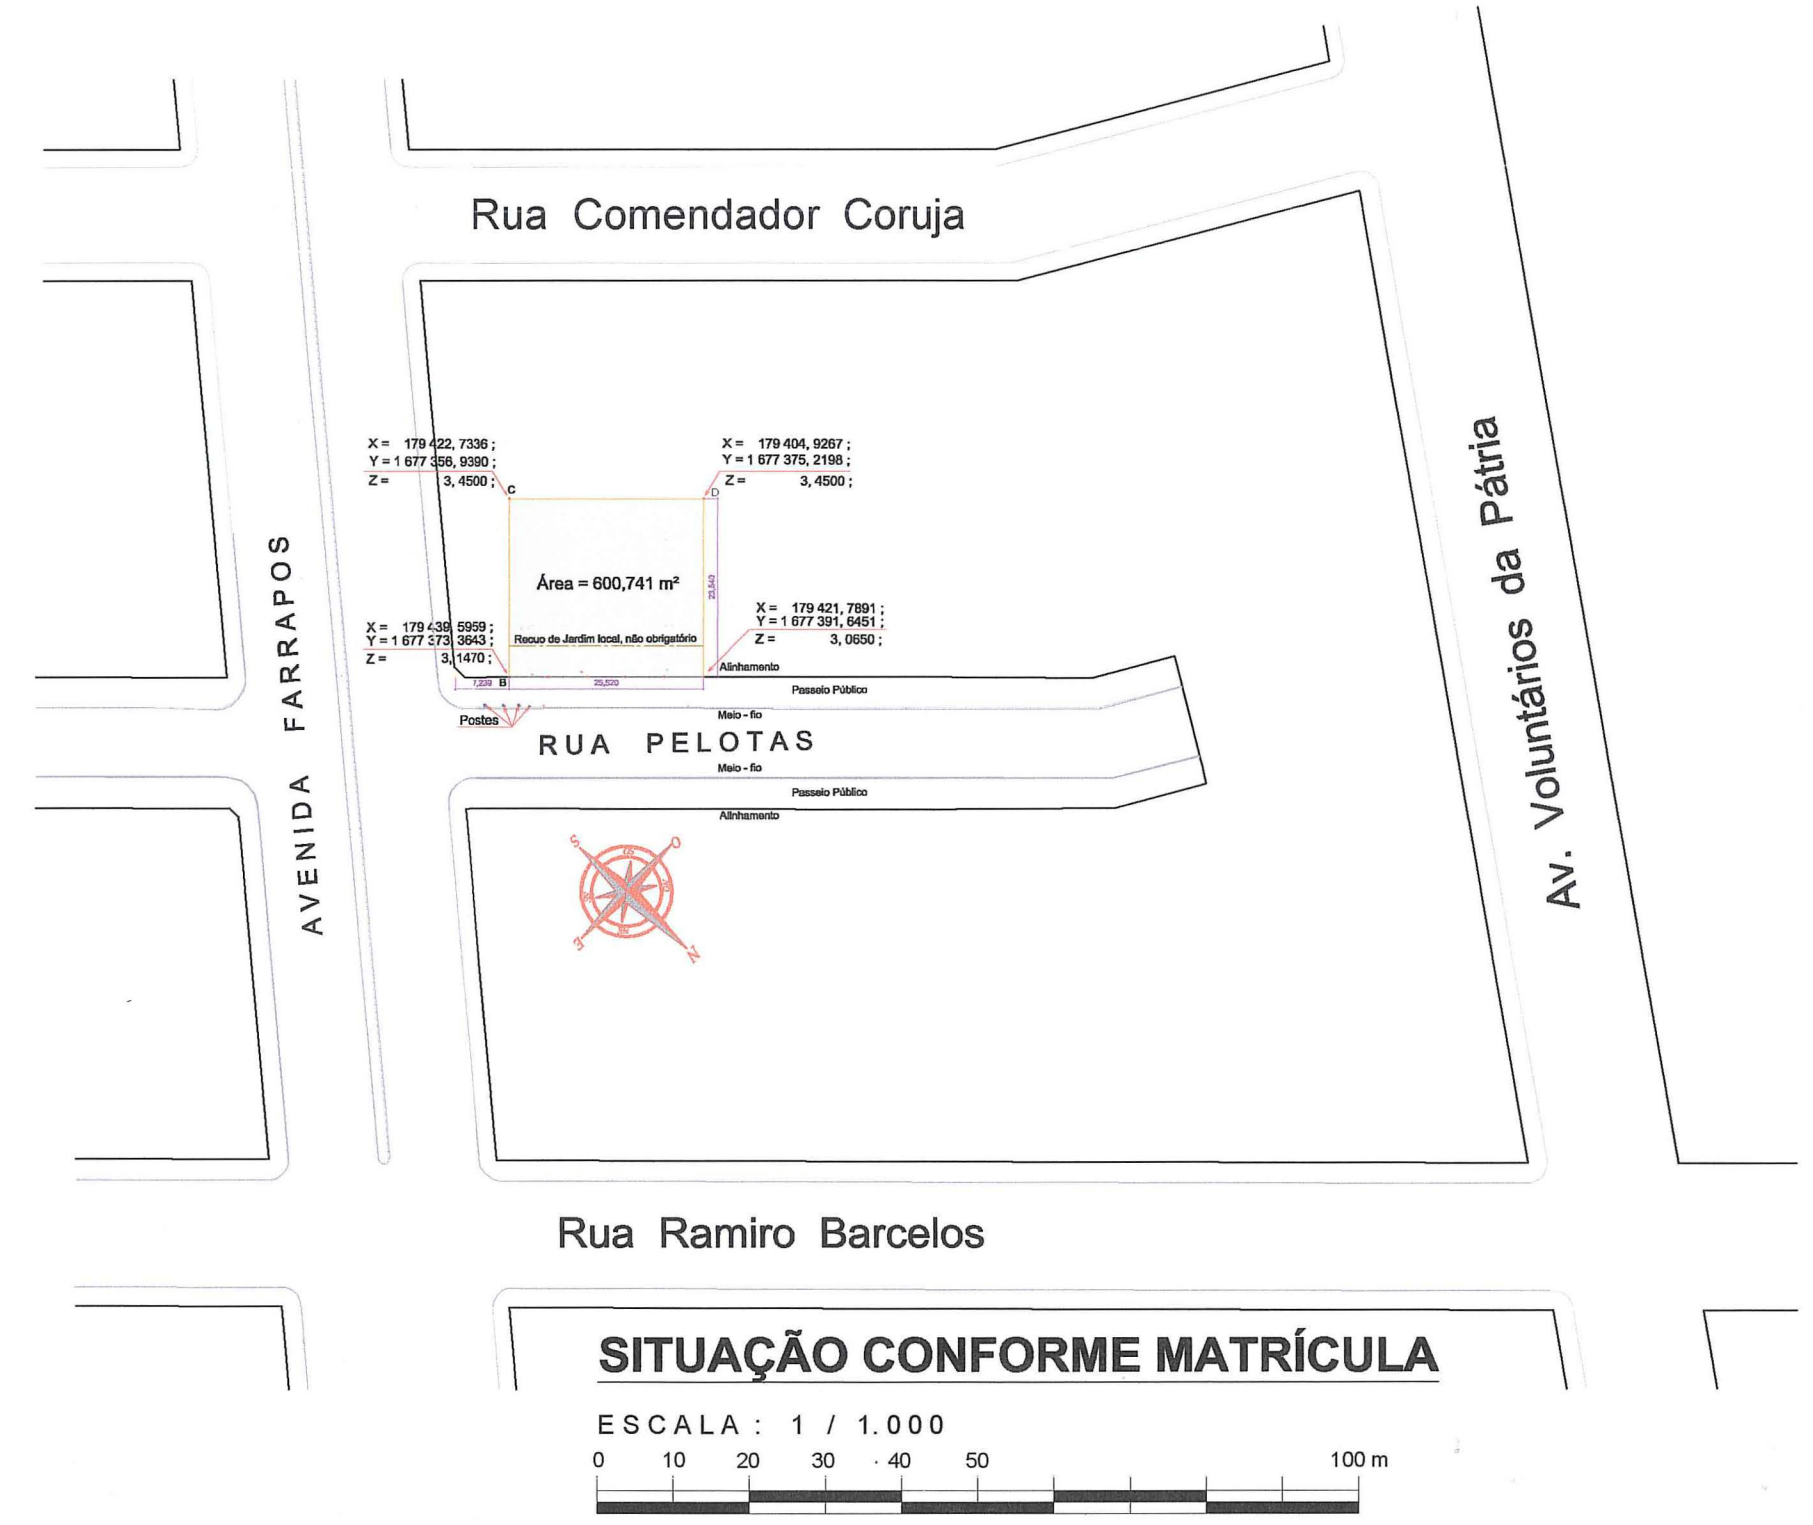 Rua Comendador Coruja
X = 179 422, 7336 ;
Y = 1 677 356, 9390 ;
Z = 3, 4500 ;
C
X = 179 404, 9267 ;
Y = 1 677 375, 2198 ;
Z = 3, 4500 ;
D
Área = 600,741 m²
23,540
X = 179 439, 5959 ;
Y = 1 677 373, 3643 ;
Z = 3, 1470 ;
X = 179 421, 7891 ;
Y = 1 677 391, 6451 ;
Z = 3, 0650 ;
Recuo de Jardim local, não obrigatório
Alinhamento
7,239 B 25,520
Passeio Público
Postes
Meio - fio
RUA PELOTAS
Meio - fio
Passeio Público
Alinhamento
AVENIDA FARRAPOS
Av. Voluntários da Pátria
S
O
E
N
Rua Ramiro Barcelos
SITUAÇÃO CONFORME MATRÍCULA
ESCALA : 1 / 1.000
0 10 20 30 40 50 100 m